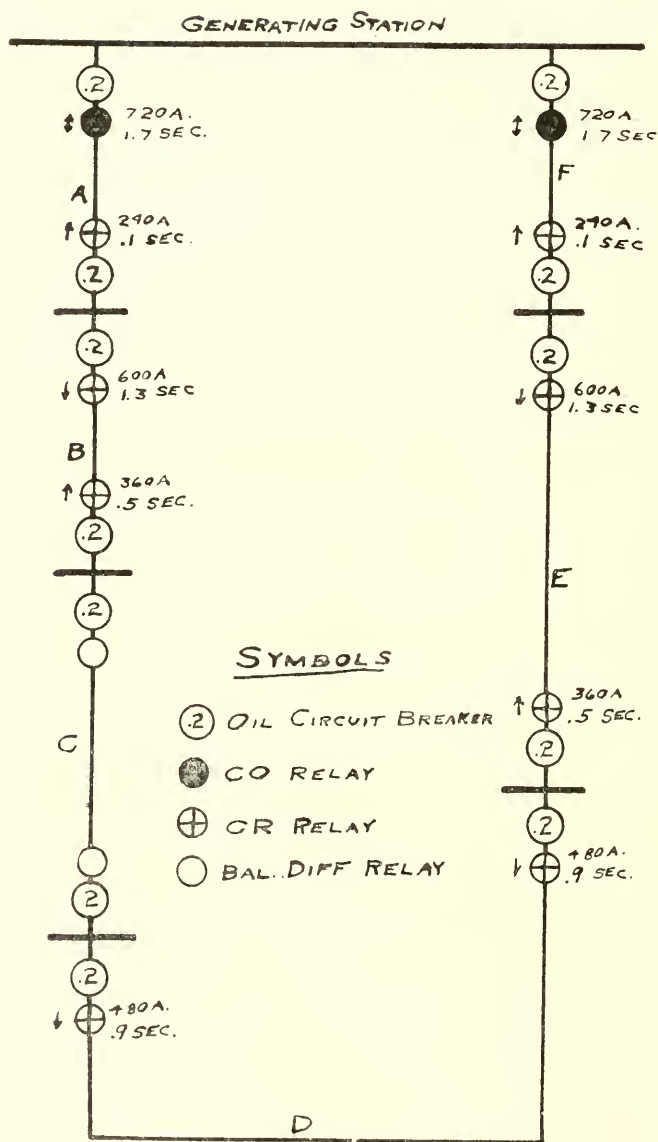 GENERATING STATION
.2
720A.
1.7 SEC.
A
240A
.1 SEC.
.2
.2
600A
1.3 SEC
B
360A
.5 SEC.
.2
.2
C
2
.2
480A.
.9 SEC.
D
.2
720A
1 7 SEC
F
240A.
.1 SEC.
.2
.2
600A
1.3 SEC
E
360A
.5 SEC.
.2
.2
480A.
.9 SEC.
SYMBOLS
.2 OIL CIRCUIT BREAKER
CO RELAY
CR RELAY
BAL.. DIFF RELAY